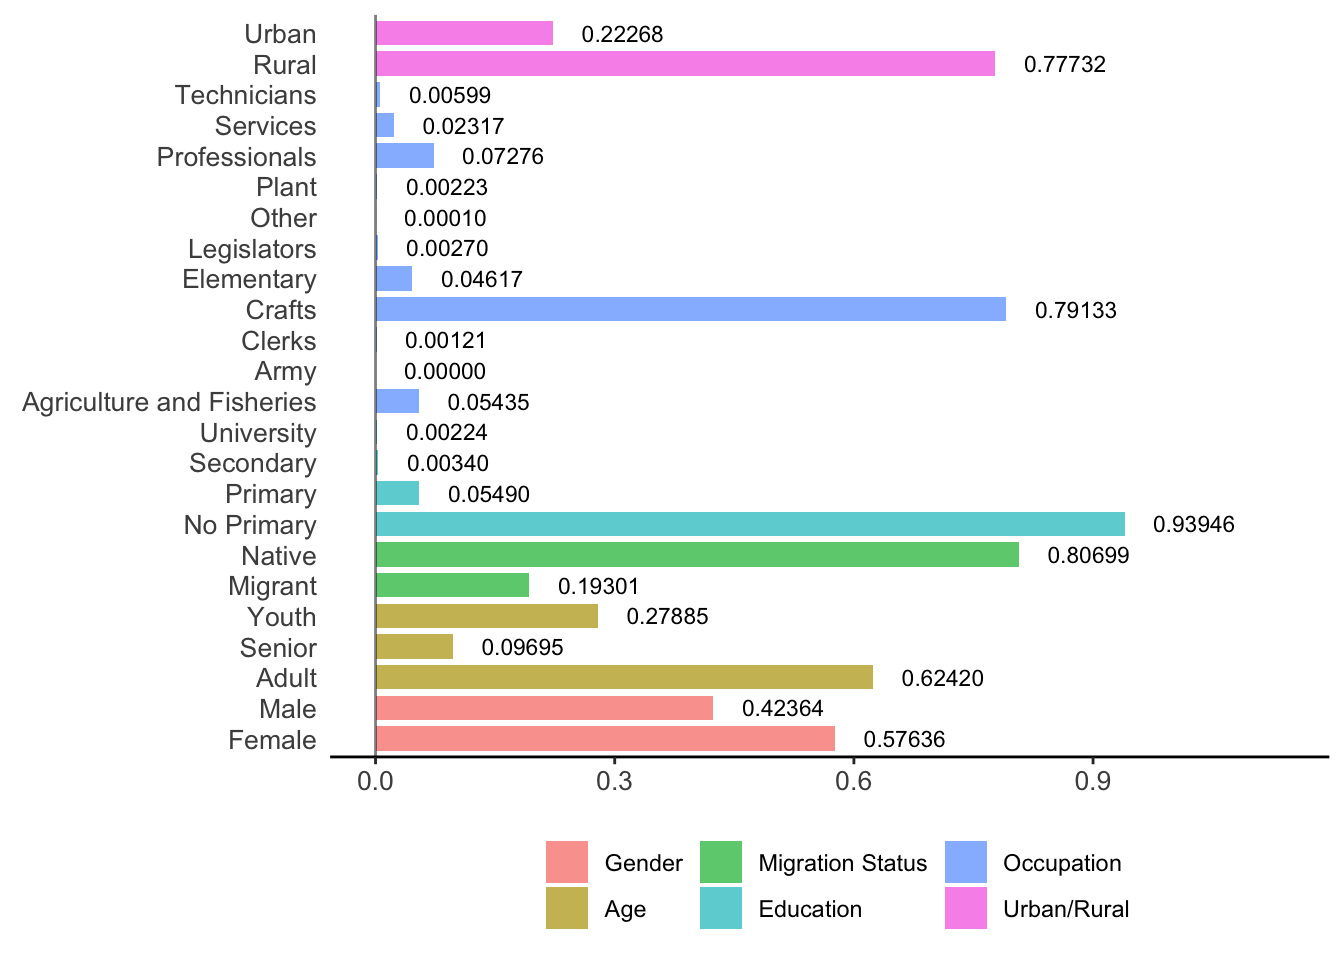 Urban 0.22268
Rural 0.77732
Technicians 0.00599
Services 0.02317
Professionals 0.07276
Plant 0.00223
Other 0.00010
Legislators 0.00270
Elementary 0.04617
Crafts 0.79133
Clerks 0.00121
Army 0.00000
Agriculture and Fisheries 0.05435
University 0.00224
Secondary 0.00340
Primary 0.05490
No Primary 0.93946
Native 0.80699
Migrant 0.19301
Youth 0.27885
Senior 0.09695
Adult 0.62420
Male 0.42364
Female 0.57636
0.0 0.3 0.6 0.9
Gender Migration Status Occupation
Age Education Urban/Rural